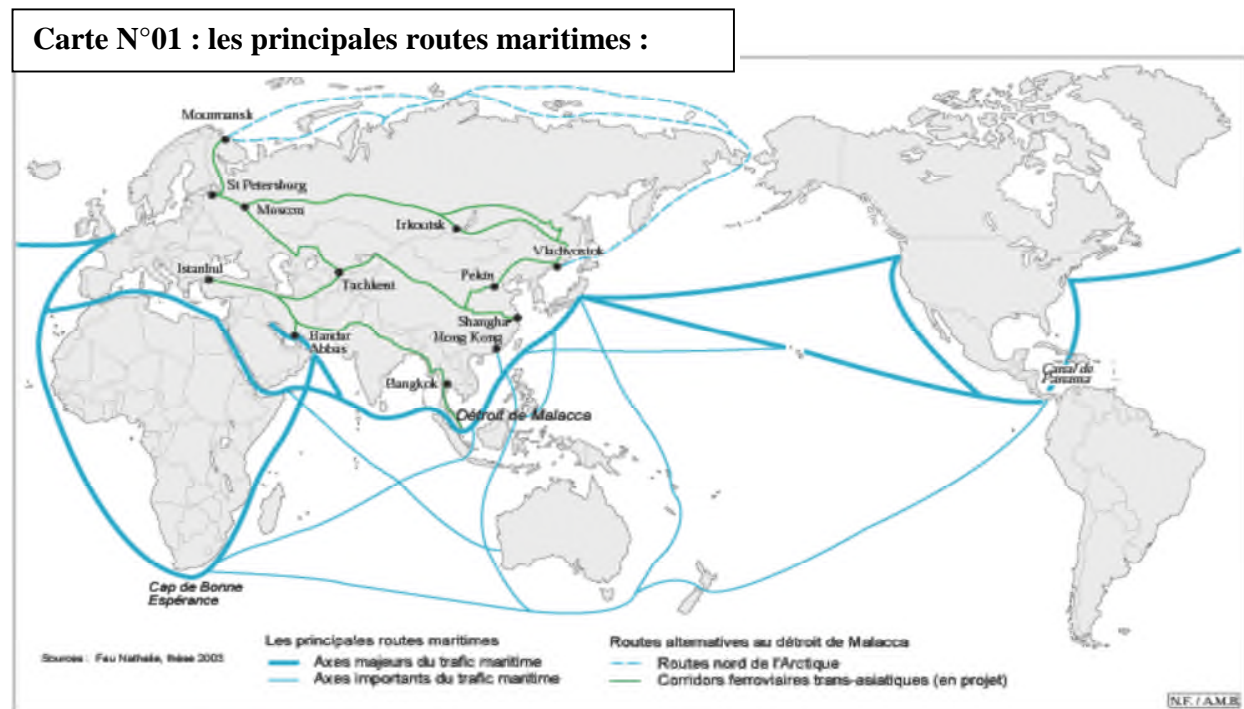 Carte N°01 : les principales routes maritimes :
Mourmansk
St Petersburg
Moscou
Irkoutsk
Vladivostok
Istanbul
Pekin
Tachkent
Shangha
Hong Kong
Bandar
Abbas
Bangkok
Canal de
Panama
Détroit de Malacca
Cap de Bonne
Espérance
Les principales routes maritimes
Axes majeurs du trafic maritime
Axes importants du trafic maritime
Routes alternatives au détroit de Malacca
Routes nord de l'Arctique
Corridors ferroviaires trans-asiatiques (en projet)
Sources : Fau Nathalie, thèse 2003
N.F. / A.M.B.